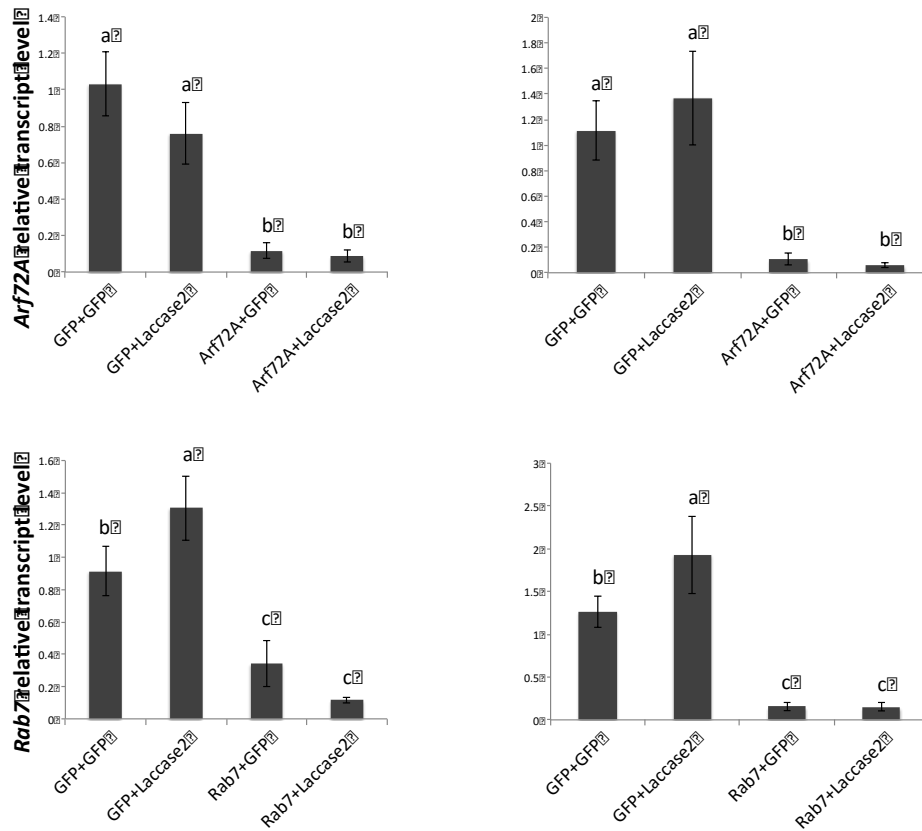 Arf72A relative transcript level
1.4
1.2
1
0.8
0.6
0.4
0.2
0
a
a
b
b
GFP+GFP
GFP+Laccase2
Arf72A+GFP
Arf72A+Laccase2
2
1.8
1.6
1.4
1.2
1
0.8
0.6
0.4
0.2
0
a
a
b
b
GFP+GFP
GFP+Laccase2
Arf72A+GFP
Arf72A+Laccase2
Rab7 relative transcript level
1.6
1.4
1.2
1
0.8
0.6
0.4
0.2
0
b
a
c
c
GFP+GFP
GFP+Laccase2
Rab7+GFP
Rab7+Laccase2
3
2.5
2
1.5
1
0.5
0
b
a
c
c
GFP+GFP
GFP+Laccase2
Rab7+GFP
Rab7+Laccase2